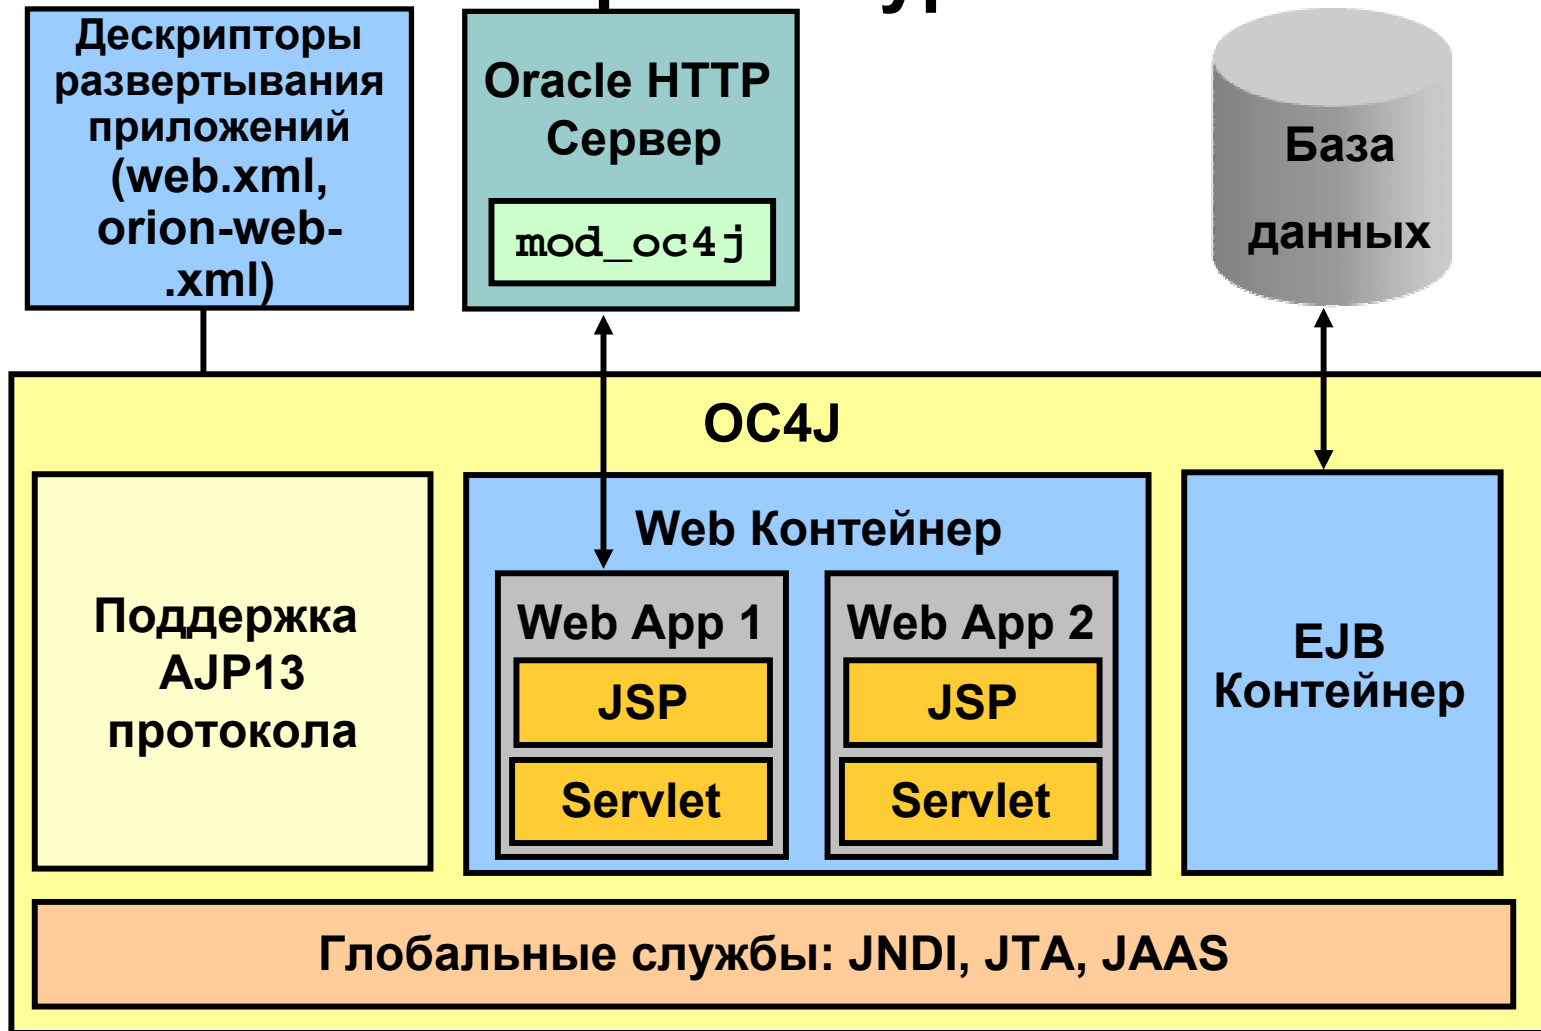 Дескрипторы
развертывания
приложений
(web.xml,
orion-web-
.xml)
Oracle HTTP
Сервер
mod_oc4j
База
данных
OC4J
Поддержка
AJP13
протокола
Web Контейнер
Web App 1
JSP
Servlet
Web App 2
JSP
Servlet
EJB
Контейнер
Глобальные службы: JNDI, JTA, JAAS